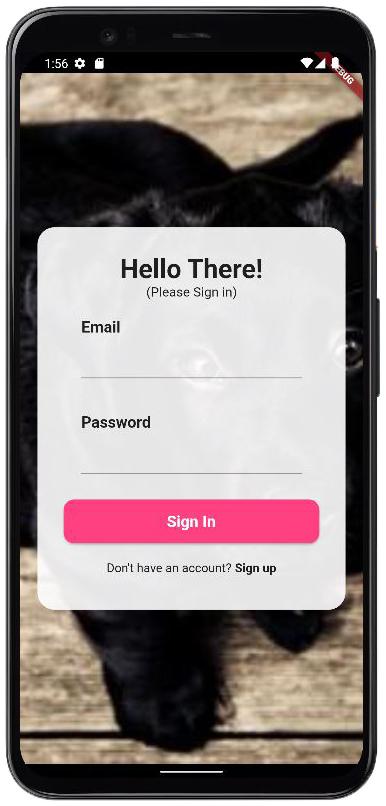 1:56
DEBUG
Hello There!
(Please Sign in)
Email
Password
Sign In
Don't have an account? Sign up